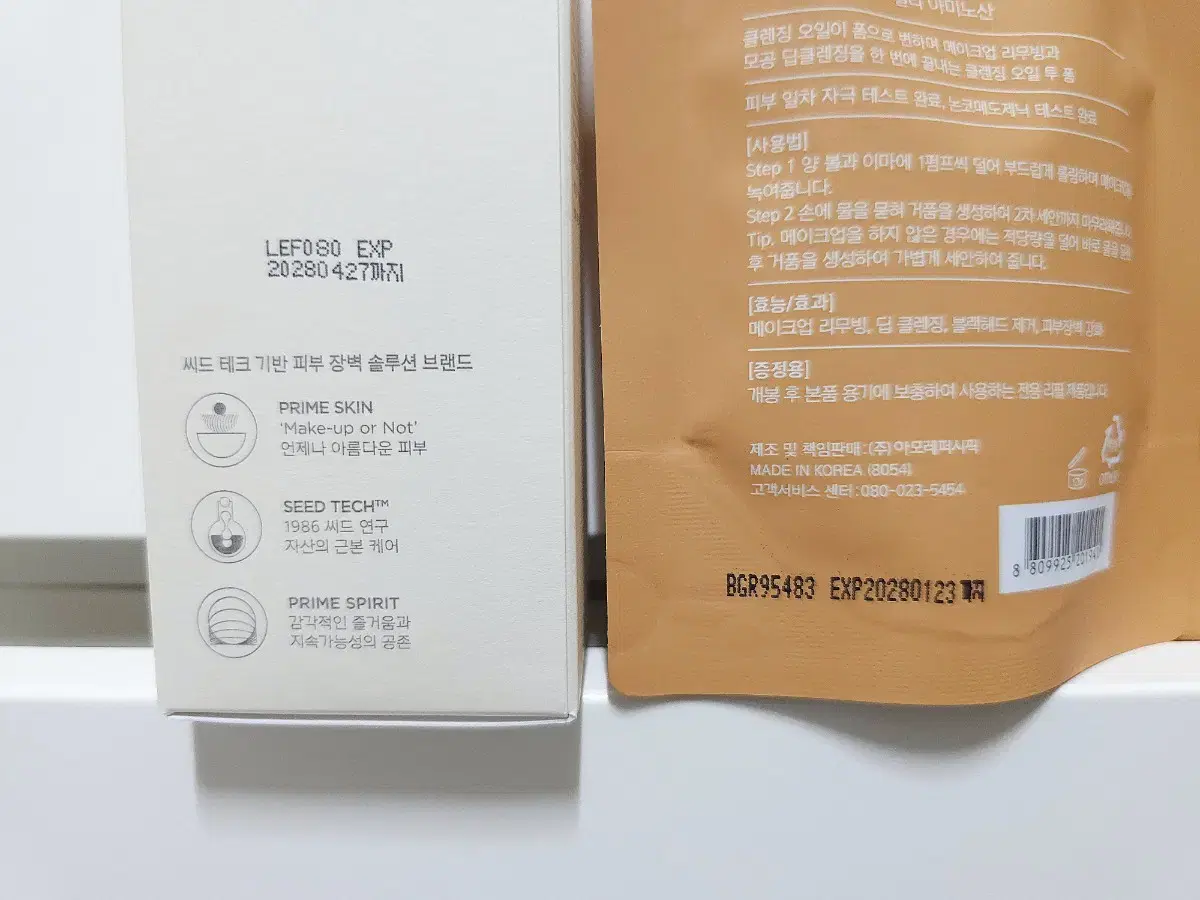 LEF080 EXP
20280427까지
씨드 테크 기반 피부 장벽 솔루션 브랜드
PRIME SKIN
'Make-up or Not'
언제나 아름다운 피부
SEED TECH™
1986 씨드 연구
자산의 근본 케어
PRIME SPIRIT
감각적인 즐거움과
지속가능성의 공존
아미노산
클렌징 오일이 폼으로 변하며 메이크업 리무빙과
모공 딥클렌징을 한 번에 끝내는 클렌징 오일 투 폼
피부 일차 자극 테스트 완료, 논코메도제닉 테스트 완료
[사용법]
Step 1 양 볼과 이마에 1펌프씩 덜어 부드럽게 롤링하며
녹여줍니다.
Step 2 손에 물을 묻혀 거품을 생성하여 2차 세안까지
Tip. 메이크업을 하지 않은 경우에는 적당량을 덜어 바로 물을
후 거품을 생성하여 가볍게 세안하여 줍니다.
[효능/효과]
메이크업 리무빙, 딥 클렌징, 블랙헤드 제거, 피부장벽 강화
[증정용]
개봉 후 본품 용기에 보충하여 사용하는 전용 리필 제품입니다.
제조 및 책임판매 : (주) 아모레퍼시픽
MADE IN KOREA (8054)
고객서비스 센터 : 080-023-5454
BGR95483 EXP20280123까지